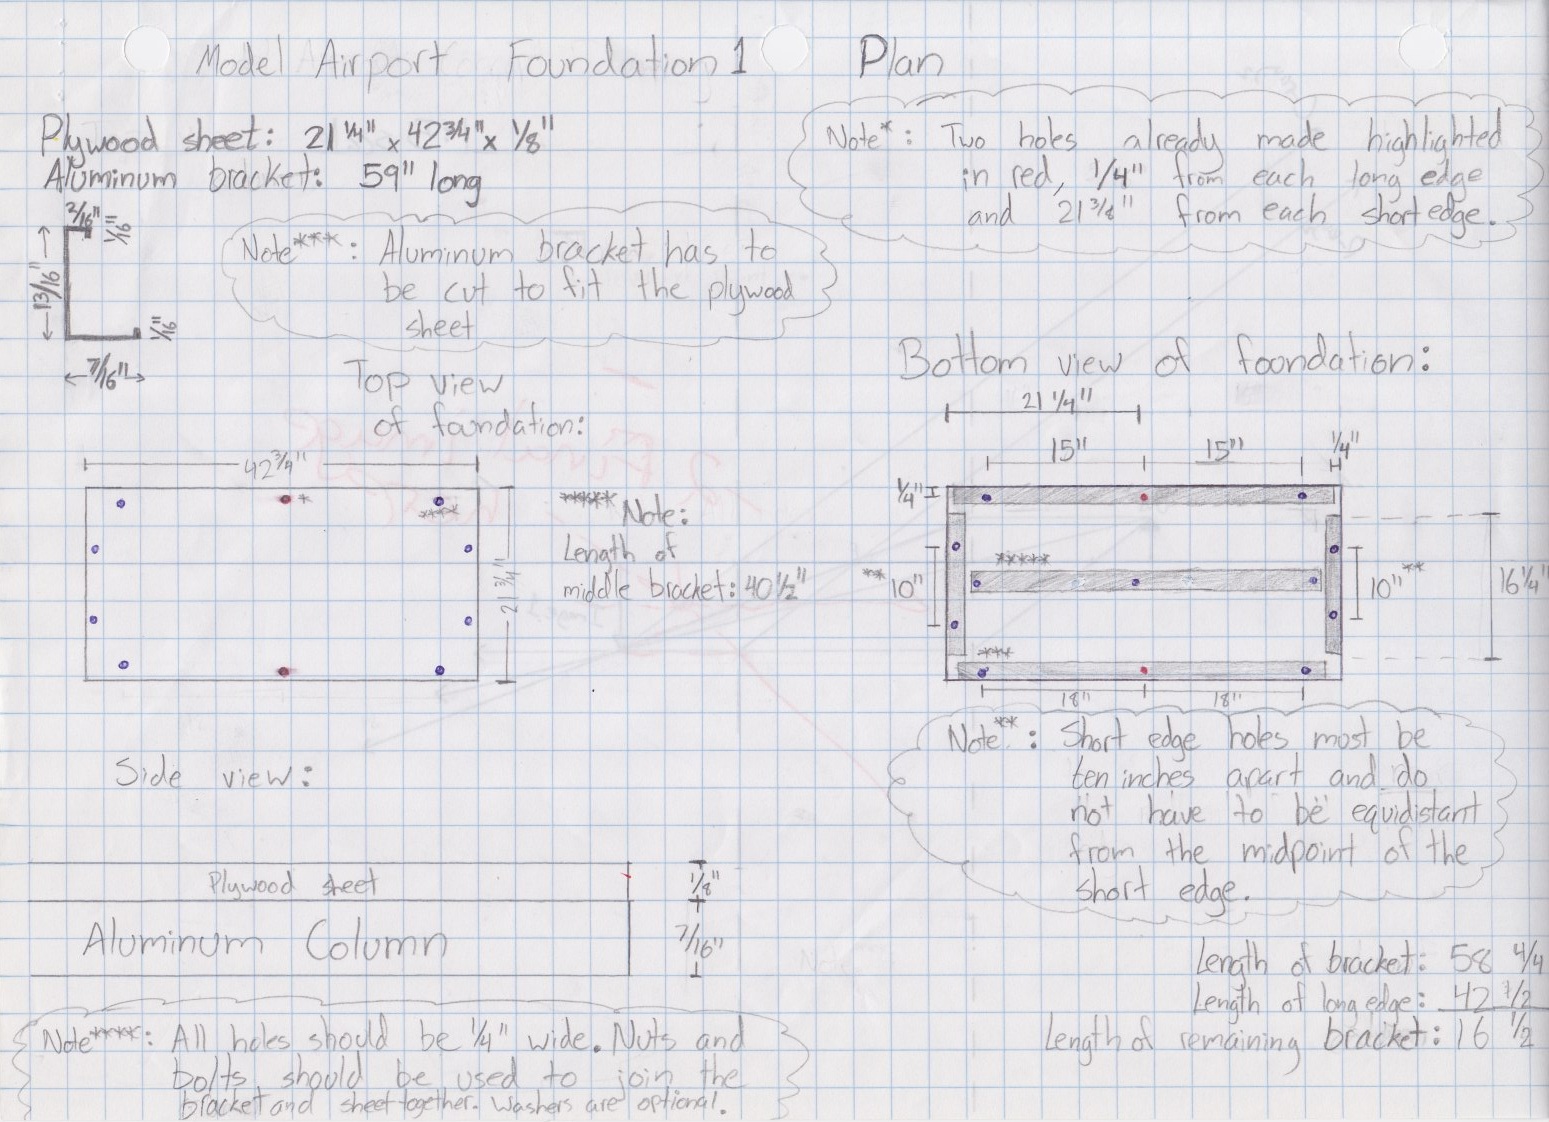 Model Airport Foundation 1 Plan
Plywood sheet: 21 1/4" x 42 3/4" x 1/8"
Aluminum bracket: 59" long
Note*: Two holes already made highlighted
in red, 1/4" from each long edge
and 21 3/8" from each short edge.
2/16"
1/16"
13/16"
1/16"
7/16"
Note***: Aluminum bracket has to
be cut to fit the plywood
sheet
Top view
of foundation:
42 3/4"
*
****
21 3/4"
***** Note:
Length of
middle bracket: 40 1/2"
Bottom view of foundation:
21 1/4"
15" 15" 1/4"
1/4"
*****
** 10"
10" **
16 1/4"
***
18" 18"
Note**: Short edge holes most be
ten inches apart and do
not have to be equidistant
from the midpoint of the
short edge.
Side view:
Plywood sheet
1/8"
Aluminum Column
7/16"
Length of bracket: 58 4/4
Length of long edge: 42 1/2
Length of remaining bracket: 16 1/2
Note****: All holes should be 1/4" wide. Nuts and
bolts should be used to join the
bracket and sheet together. Washers are optional.